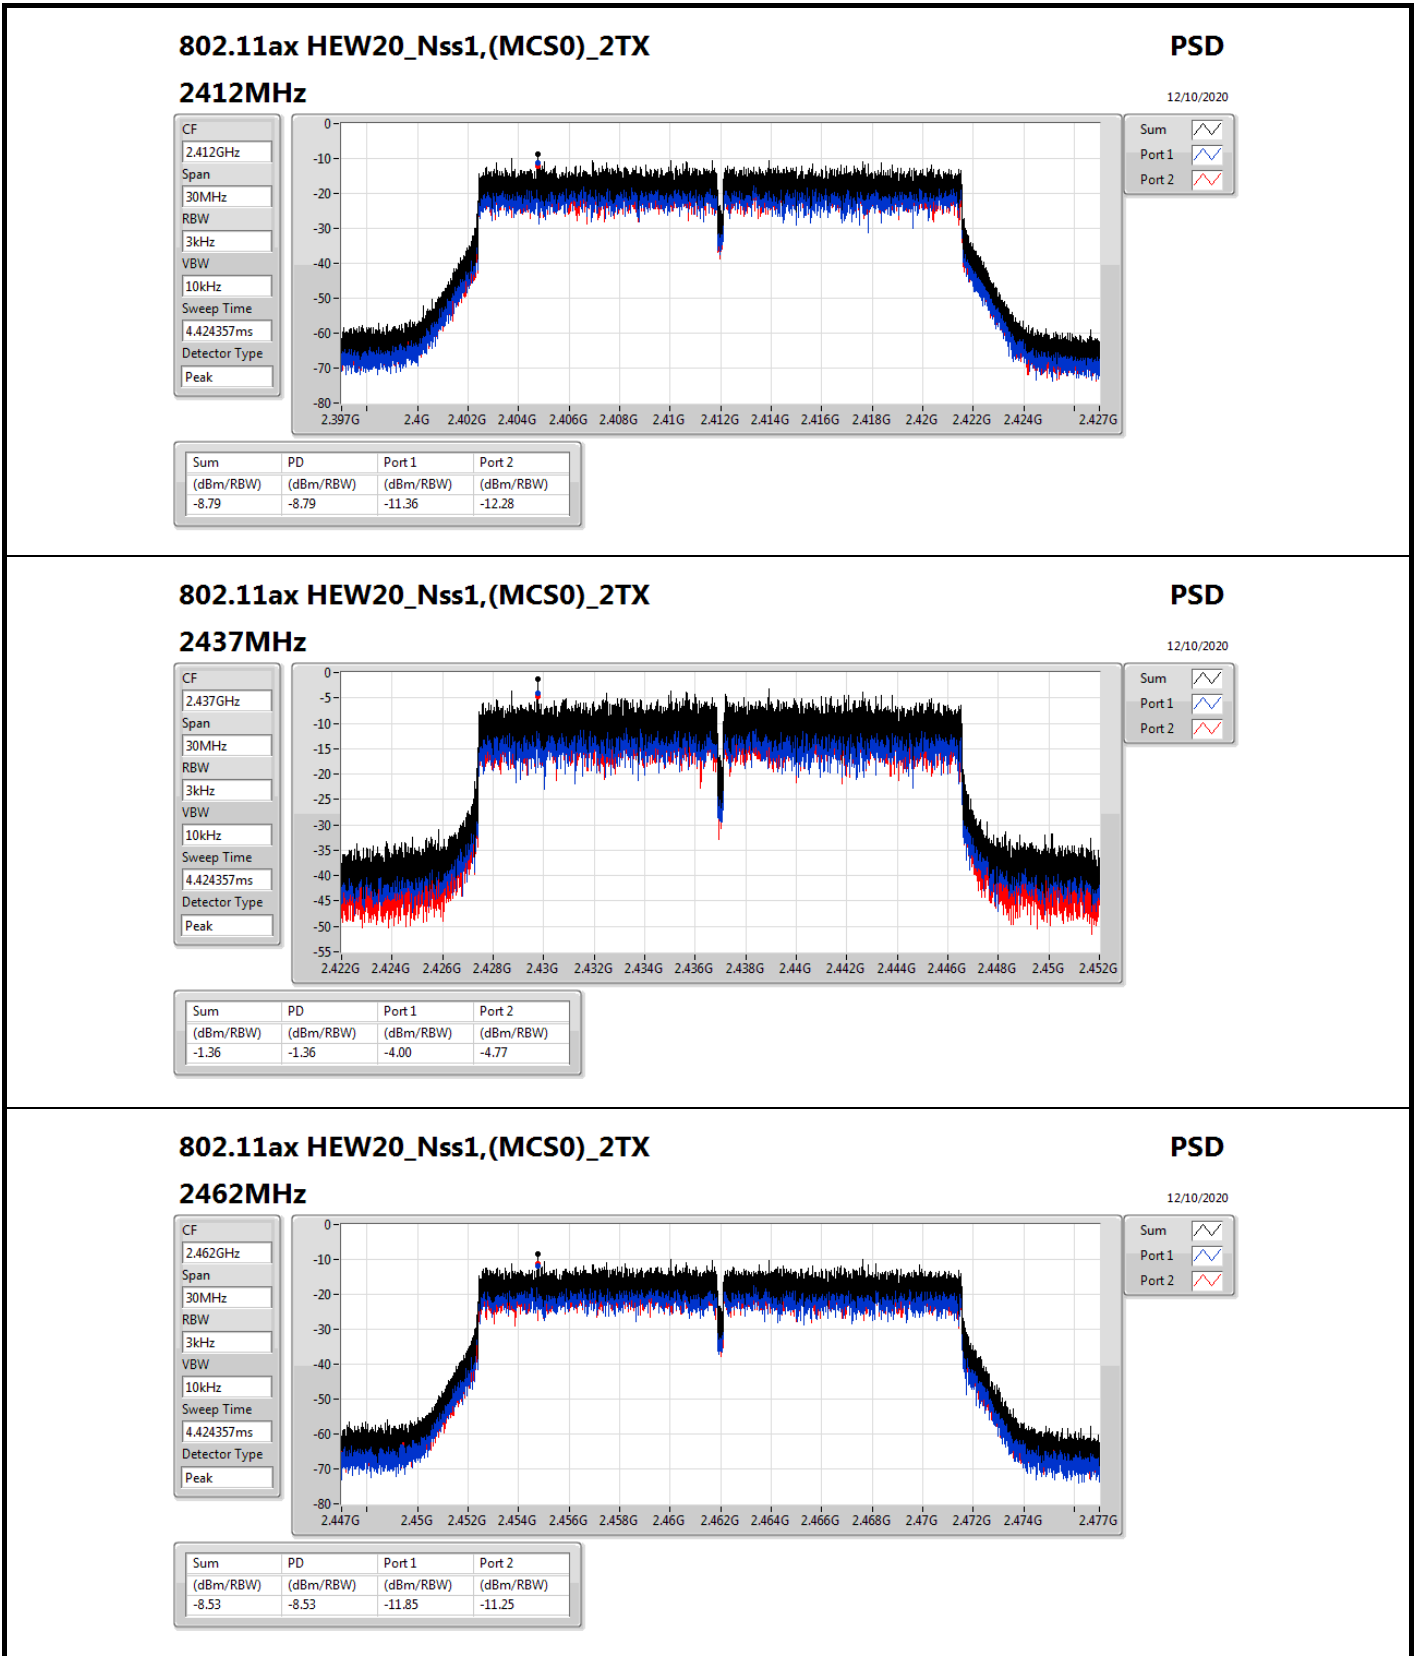 802.11ax HEW20_Nss1,(MCS0)_2TX PSD
2412MHz 12/10/2020
CF
2.412GHz
Span
30MHz
RBW
3kHz
VBW
10kHz
Sweep Time
4.424357ms
Detector Type
Peak
0
-10
-20
-30
-40
-50
-60
-70
-80
2.397G 2.4G 2.402G 2.404G 2.406G 2.408G 2.41G 2.412G 2.414G 2.416G 2.418G 2.42G 2.422G 2.424G 2.427G
Sum
Port 1
Port 2
Sum PD Port 1 Port 2
(dBm/RBW) (dBm/RBW) (dBm/RBW) (dBm/RBW)
-8.79 -8.79 -11.36 -12.28
802.11ax HEW20_Nss1,(MCS0)_2TX PSD
2437MHz 12/10/2020
CF
2.437GHz
Span
30MHz
RBW
3kHz
VBW
10kHz
Sweep Time
4.424357ms
Detector Type
Peak
0
-5
-10
-15
-20
-25
-30
-35
-40
-45
-50
-55
2.422G 2.424G 2.426G 2.428G 2.43G 2.432G 2.434G 2.436G 2.438G 2.44G 2.442G 2.444G 2.446G 2.448G 2.45G 2.452G
Sum
Port 1
Port 2
Sum PD Port 1 Port 2
(dBm/RBW) (dBm/RBW) (dBm/RBW) (dBm/RBW)
-1.36 -1.36 -4.00 -4.77
802.11ax HEW20_Nss1,(MCS0)_2TX PSD
2462MHz 12/10/2020
CF
2.462GHz
Span
30MHz
RBW
3kHz
VBW
10kHz
Sweep Time
4.424357ms
Detector Type
Peak
0
-10
-20
-30
-40
-50
-60
-70
-80
2.447G 2.45G 2.452G 2.454G 2.456G 2.458G 2.46G 2.462G 2.464G 2.466G 2.468G 2.47G 2.472G 2.474G 2.477G
Sum
Port 1
Port 2
Sum PD Port 1 Port 2
(dBm/RBW) (dBm/RBW) (dBm/RBW) (dBm/RBW)
-8.53 -8.53 -11.85 -11.25